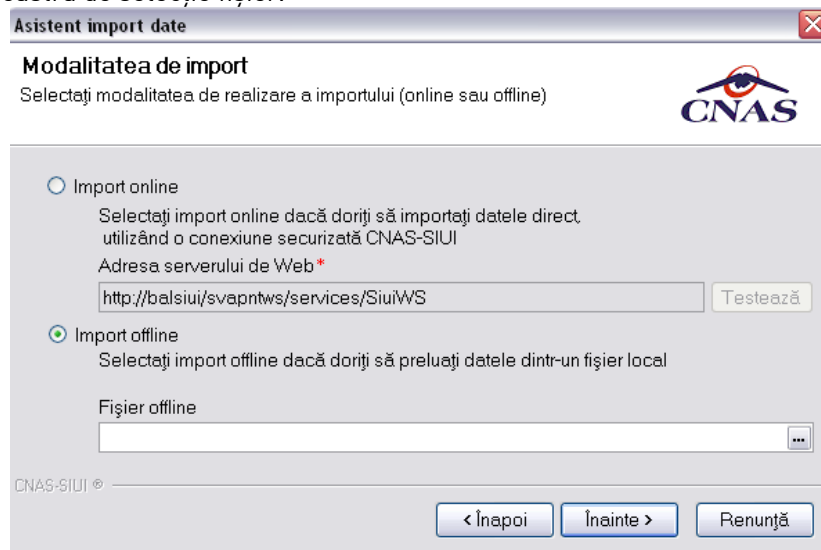 de selecție fișier.
Asistent import date
Modalitatea de import
Selectaţi modalitatea de realizare a importului (online sau offline)
CNAS
Import online
Selectaţi import online dacă doriţi să importaţi datele direct,
utilizând o conexiune securizată CNAS-SIUI
Adresa serverului de Web*
http://balsiui/svapntws/services/SiuiWS
Testează
Import offline
Selectaţi import offline dacă doriţi să preluaţi datele dintr-un fişier local
Fişier offline
...
CNAS-SIUI ®
< Înapoi
Înainte >
Renunţă